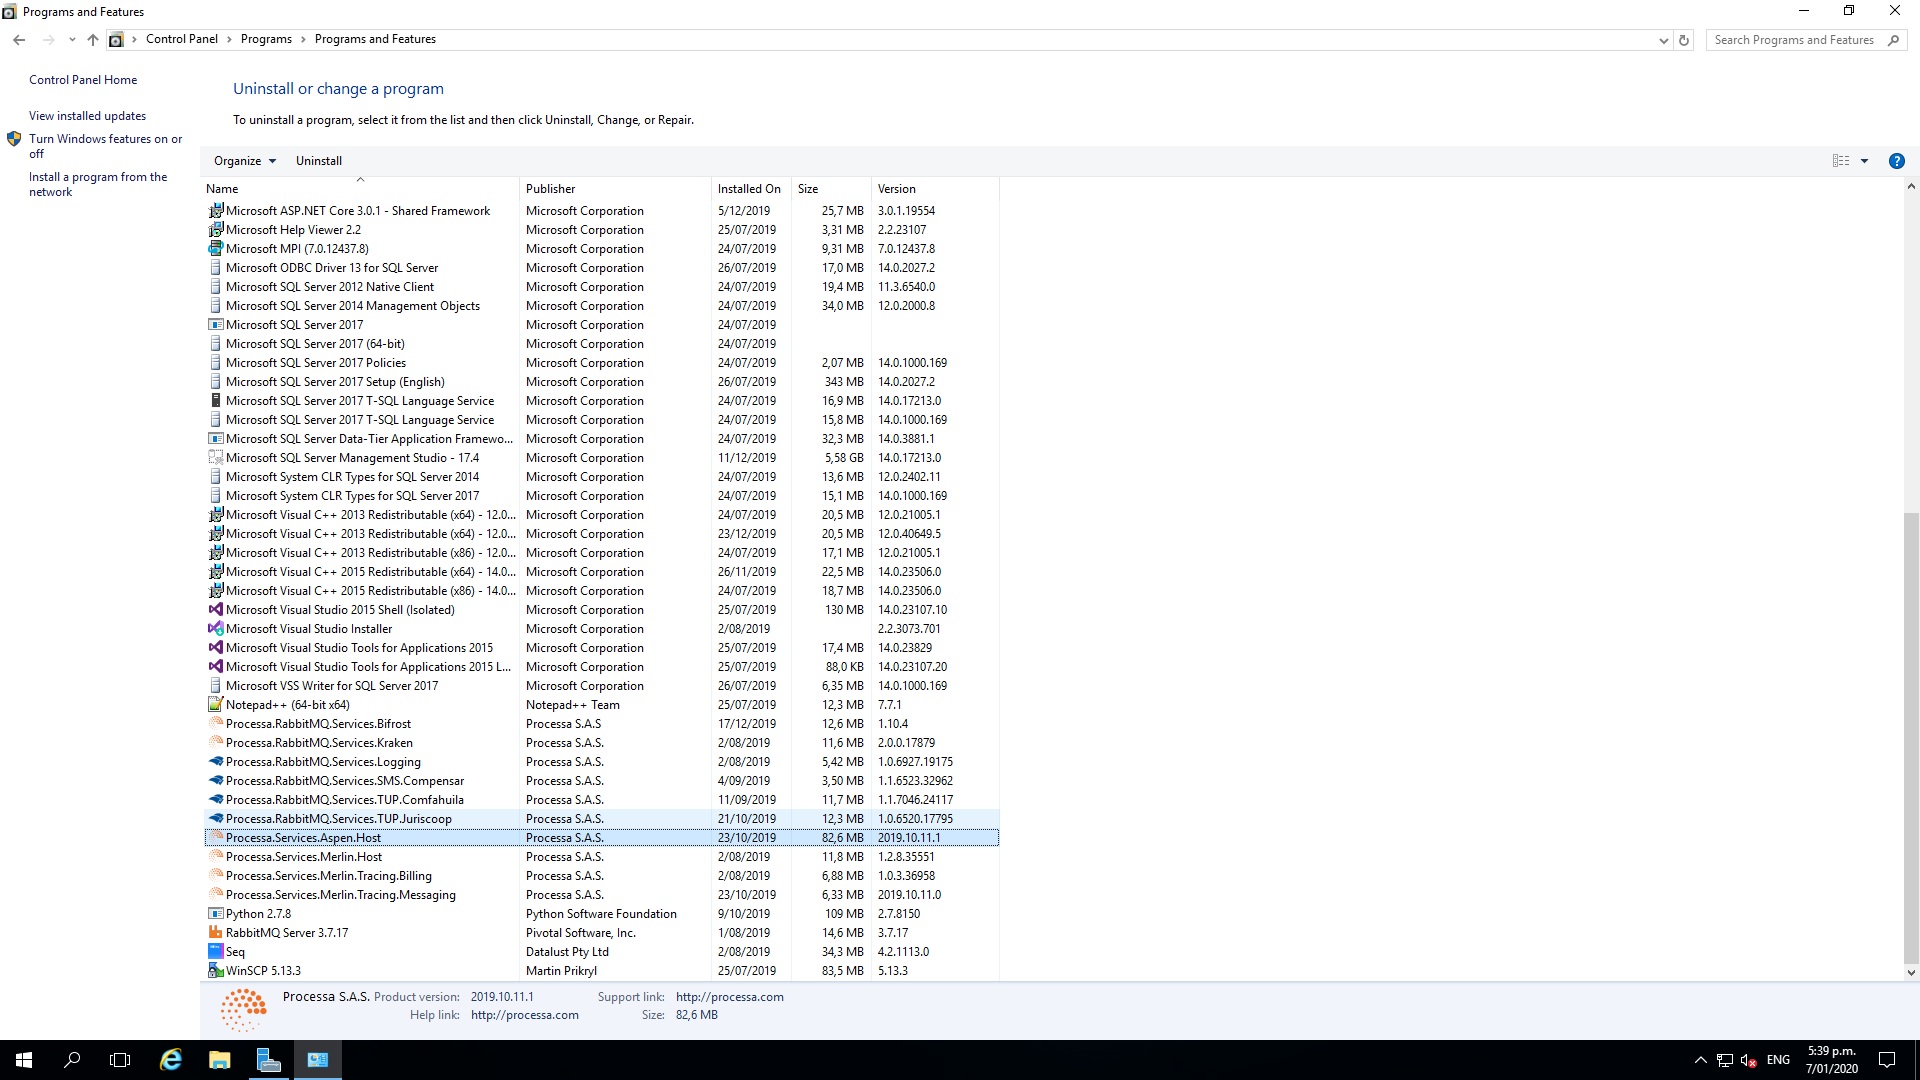 Programs and Features
Control Panel > Programs > Programs and Features
Search Programs and Features
Control Panel Home
View installed updates
Turn Windows features on or
off
Install a program from the
network
Uninstall or change a program
To uninstall a program, select it from the list and then click Uninstall, Change, or Repair.
Organize Uninstall
Name Publisher Installed On Size Version
Microsoft ASP.NET Core 3.0.1 - Shared Framework Microsoft Corporation 5/12/2019 25,7 MB 3.0.1.19554
Microsoft Help Viewer 2.2 Microsoft Corporation 25/07/2019 3,31 MB 2.2.23107
Microsoft MPI (7.0.12437.8) Microsoft Corporation 24/07/2019 9,31 MB 7.0.12437.8
Microsoft ODBC Driver 13 for SQL Server Microsoft Corporation 26/07/2019 17,0 MB 14.0.2027.2
Microsoft SQL Server 2012 Native Client Microsoft Corporation 24/07/2019 19,4 MB 11.3.6540.0
Microsoft SQL Server 2014 Management Objects Microsoft Corporation 24/07/2019 34,0 MB 12.0.2000.8
Microsoft SQL Server 2017 Microsoft Corporation 24/07/2019
Microsoft SQL Server 2017 (64-bit) Microsoft Corporation 24/07/2019
Microsoft SQL Server 2017 Policies Microsoft Corporation 24/07/2019 2,07 MB 14.0.1000.169
Microsoft SQL Server 2017 Setup (English) Microsoft Corporation 26/07/2019 343 MB 14.0.2027.2
Microsoft SQL Server 2017 T-SQL Language Service Microsoft Corporation 24/07/2019 16,9 MB 14.0.17213.0
Microsoft SQL Server 2017 T-SQL Language Service Microsoft Corporation 24/07/2019 15,8 MB 14.0.1000.169
Microsoft SQL Server Data-Tier Application Framewo... Microsoft Corporation 24/07/2019 32,3 MB 14.0.3881.1
Microsoft SQL Server Management Studio - 17.4 Microsoft Corporation 11/12/2019 5,58 GB 14.0.17213.0
Microsoft System CLR Types for SQL Server 2014 Microsoft Corporation 24/07/2019 13,6 MB 12.0.2402.11
Microsoft System CLR Types for SQL Server 2017 Microsoft Corporation 24/07/2019 15,1 MB 14.0.1000.169
Microsoft Visual C++ 2013 Redistributable (x64) - 12.0... Microsoft Corporation 24/07/2019 20,5 MB 12.0.21005.1
Microsoft Visual C++ 2013 Redistributable (x64) - 12.0... Microsoft Corporation 23/12/2019 20,5 MB 12.0.40649.5
Microsoft Visual C++ 2013 Redistributable (x86) - 12.0... Microsoft Corporation 24/07/2019 17,1 MB 12.0.21005.1
Microsoft Visual C++ 2015 Redistributable (x64) - 14.0... Microsoft Corporation 26/11/2019 22,5 MB 14.0.23506.0
Microsoft Visual C++ 2015 Redistributable (x86) - 14.0... Microsoft Corporation 24/07/2019 18,7 MB 14.0.23506.0
Microsoft Visual Studio 2015 Shell (Isolated) Microsoft Corporation 25/07/2019 130 MB 14.0.23107.10
Microsoft Visual Studio Installer Microsoft Corporation 2/08/2019 2.2.3073.701
Microsoft Visual Studio Tools for Applications 2015 Microsoft Corporation 25/07/2019 17,4 MB 14.0.23829
Microsoft Visual Studio Tools for Applications 2015 L... Microsoft Corporation 25/07/2019 88,0 KB 14.0.23107.20
Microsoft VSS Writer for SQL Server 2017 Microsoft Corporation 26/07/2019 6,35 MB 14.0.1000.169
Notepad++ (64-bit x64) Notepad++ Team 25/07/2019 12,3 MB 7.7.1
Processa.RabbitMQ.Services.Bifrost Processa S.A.S 17/12/2019 12,6 MB 1.10.4
Processa.RabbitMQ.Services.Kraken Processa S.A.S. 2/08/2019 11,6 MB 2.0.0.17879
Processa.RabbitMQ.Services.Logging Processa S.A.S. 2/08/2019 5,42 MB 1.0.6927.19175
Processa.RabbitMQ.Services.SMS.Compensar Processa S.A.S. 4/09/2019 3,50 MB 1.1.6523.32962
Processa.RabbitMQ.Services.TUP.Comfahuila Processa S.A.S. 11/09/2019 11,7 MB 1.1.7046.24117
Processa.RabbitMQ.Services.TUP.Juriscoop Processa S.A.S. 21/10/2019 12,3 MB 1.0.6520.17795
Processa.Services.Aspen.Host Processa S.A.S. 23/10/2019 82,6 MB 2019.10.11.1
Processa.Services.Merlin.Host Processa S.A.S. 2/08/2019 11,8 MB 1.2.8.35551
Processa.Services.Merlin.Tracing.Billing Processa S.A.S. 2/08/2019 6,88 MB 1.0.3.36958
Processa.Services.Merlin.Tracing.Messaging Processa S.A.S. 23/10/2019 6,33 MB 2019.10.11.0
Python 2.7.8 Python Software Foundation 9/10/2019 109 MB 2.7.8150
RabbitMQ Server 3.7.17 Pivotal Software, Inc. 1/08/2019 14,6 MB 3.7.17
Seq Datalust Pty Ltd 2/08/2019 34,3 MB 4.2.1113.0
WinSCP 5.13.3 Martin Prikryl 25/07/2019 83,5 MB 5.13.3
Processa S.A.S. Product version: 2019.10.11.1 Support link: http://processa.com
Help link: http://processa.com Size: 82,6 MB
ENG
5:39 p.m.
7/01/2020